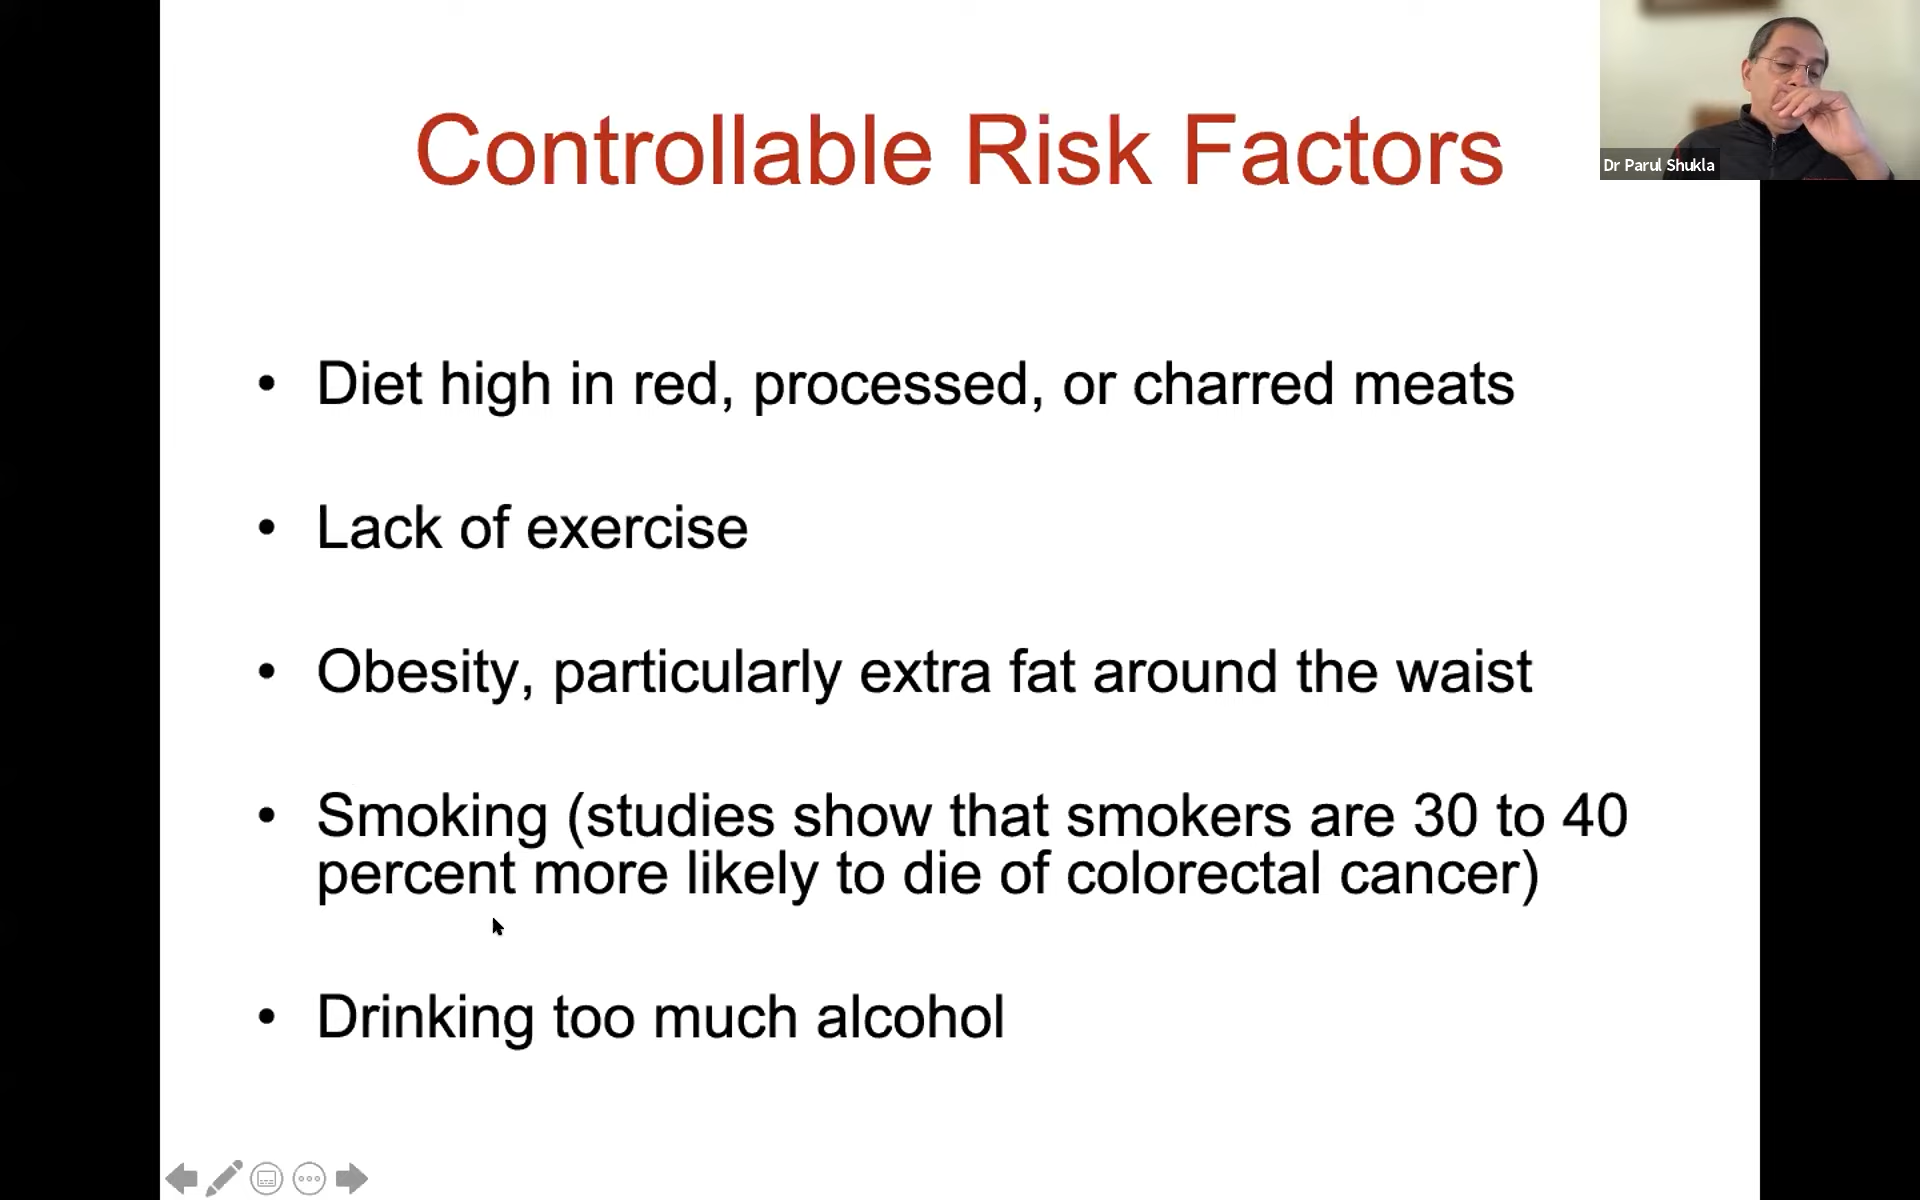 Controllable Risk Factors
Dr Parul Shukla
• Diet high in red, processed, or charred meats
• Lack of exercise
• Obesity, particularly extra fat around the waist
• Smoking (studies show that smokers are 30 to 40
percent more likely to die of colorectal cancer)
• Drinking too much alcohol